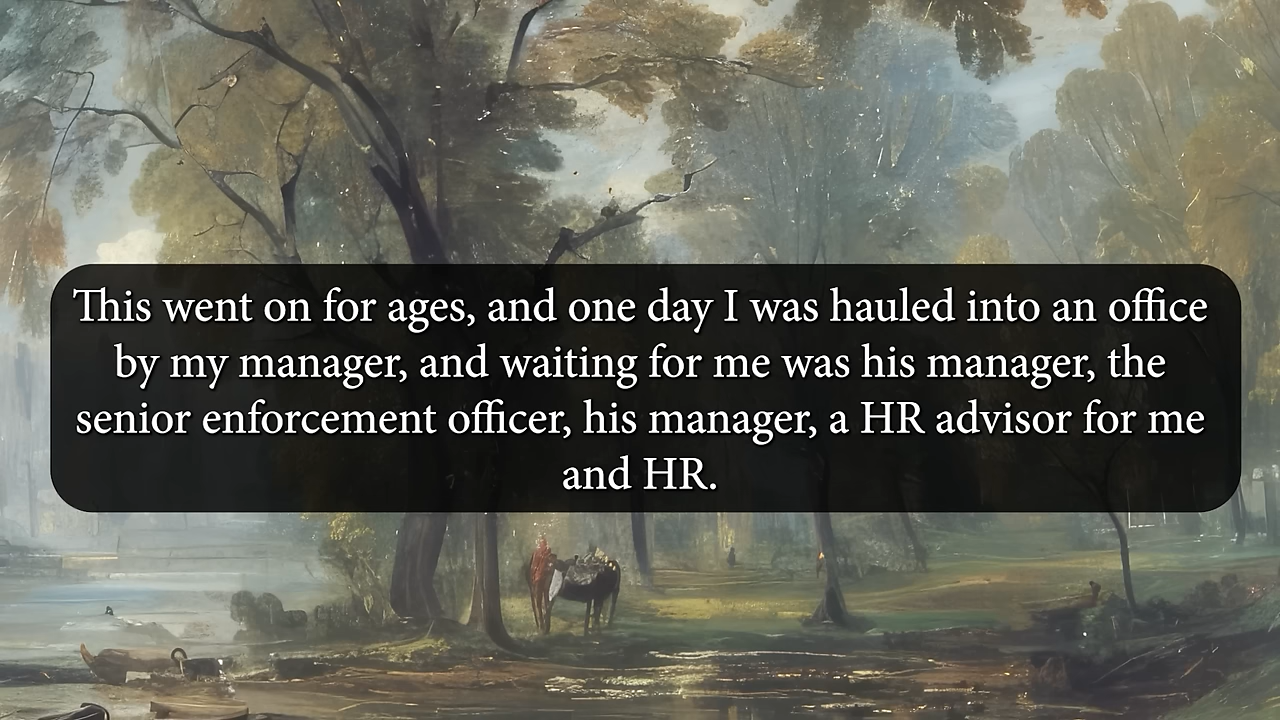 This went on for ages, and one day I was hauled into an office
by my manager, and waiting for me was his manager, the
senior enforcement officer, his manager, a HR advisor for me
and HR.